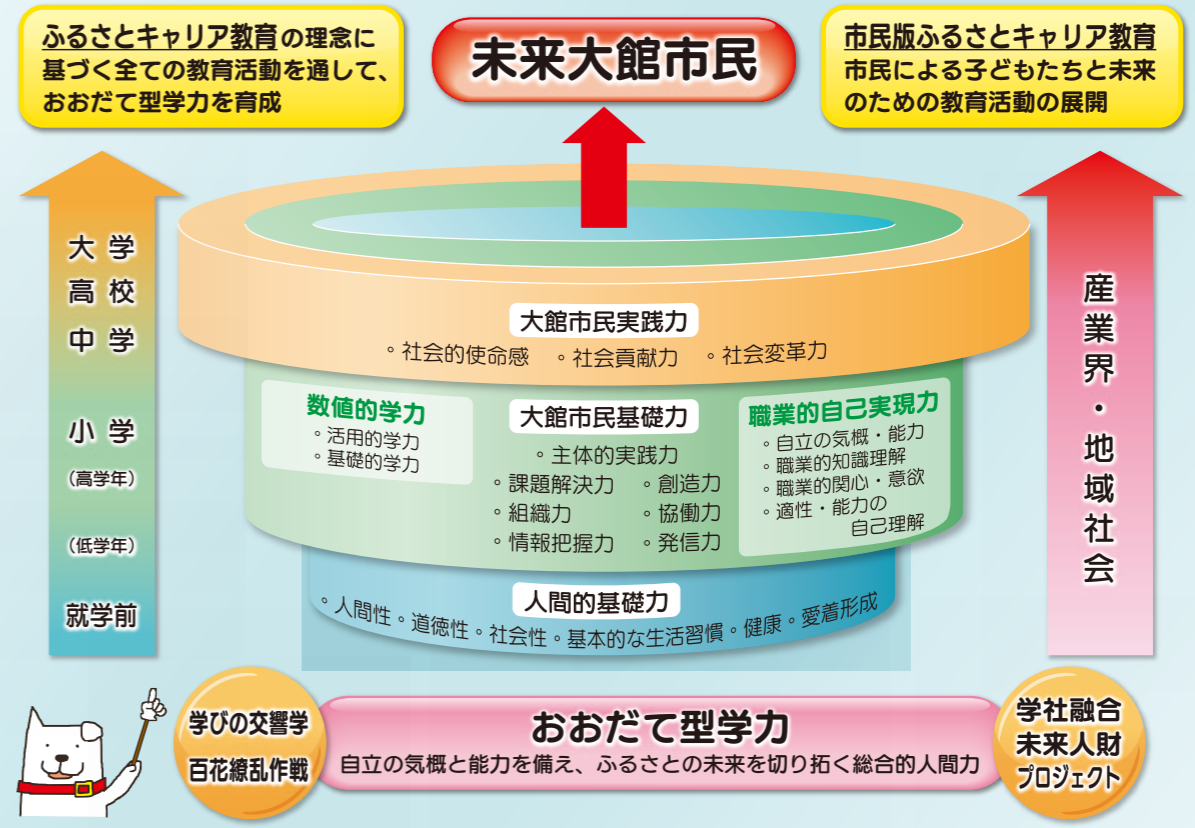 ふるさとキャリア教育の理念に
基づく全ての教育活動を通して、
おおだて型学力を育成
未来大館市民
市民版ふるさとキャリア教育
市民による子どもたちと未来
のための教育活動の展開
大学
高校
中学
小学
（高学年）
（低学年）
就学前
大館市民実践力
。社会的使命感 。社会貢献力 。社会変革力
数値的学力
。活用的学力
。基礎的学力
大館市民基礎力
。主体的実践力
。課題解決力 。創造力
。組織力 。協働力
。情報把握力 。発信力
職業的自己実現力
。自立の気概・能力
。職業的知識理解
。職業的関心・意欲
。適性・能力の
自己理解
人間的基礎力
。人間性。道徳性。社会性。基本的な生活習慣。健康。愛着形成
産業界・地域社会
学びの交響学
百花繚乱作戦
おおだて型学力
自立の気概と能力を備え、ふるさとの未来を切り拓く総合的人間力
学社融合
未来人財
プロジェクト